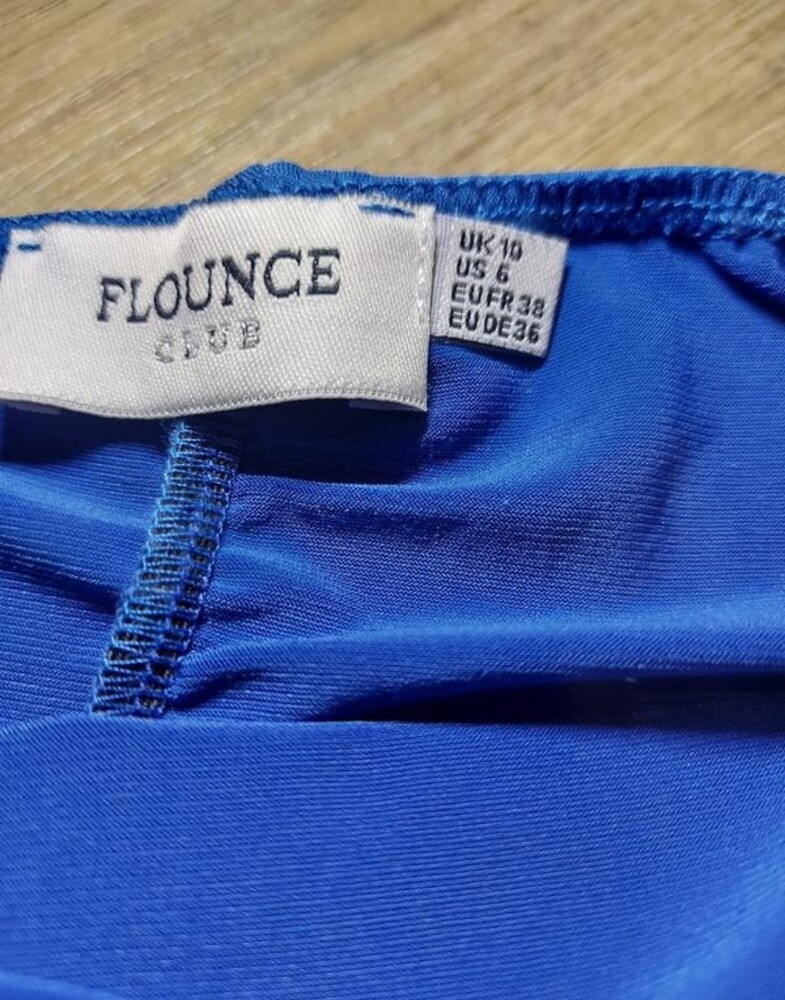 FLOUNCE
CLUB
UK 10
US 6
EU FR 38
EU DE 36